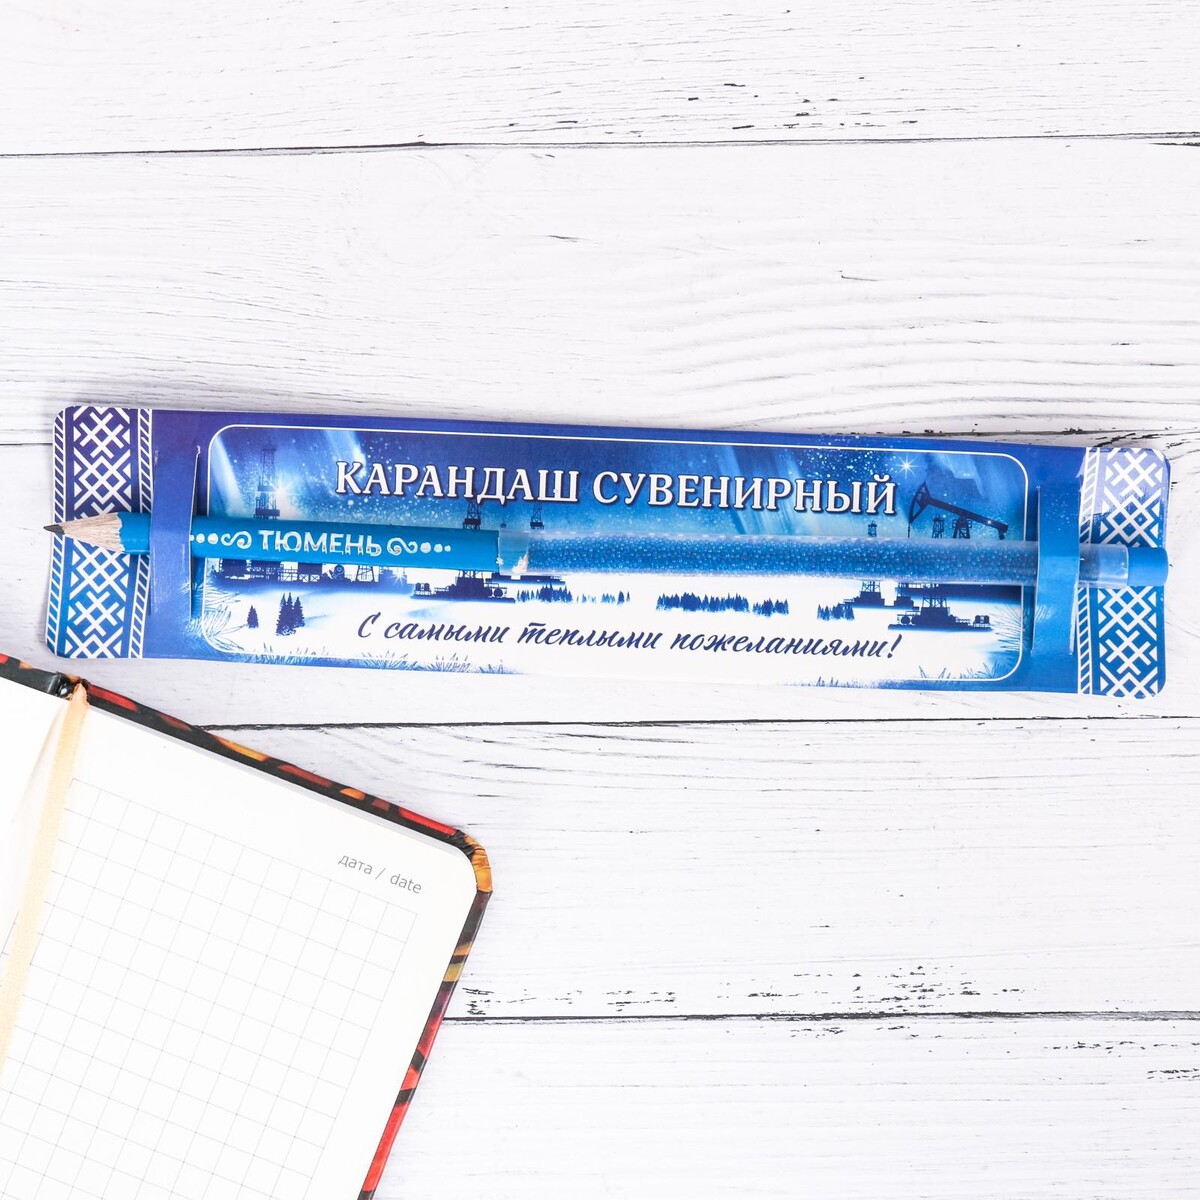 КАРАНДАШ СУВЕНИРНЫЙ
ТЮМЕНЬ
С самыми теплыми пожеланиями!
дата / date